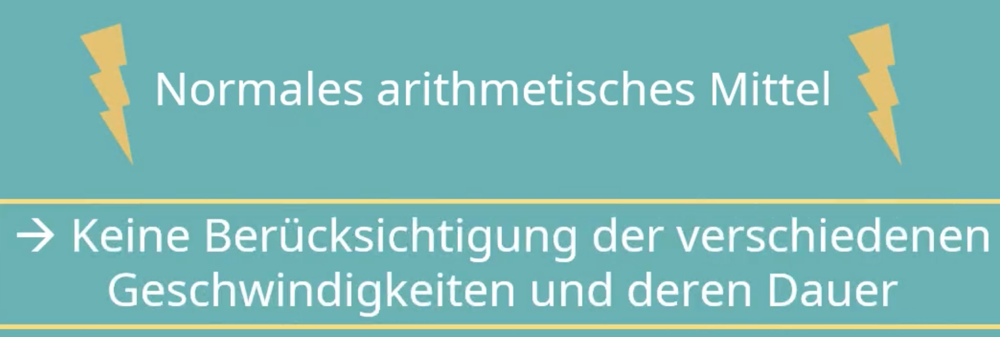 Normales arithmetisches Mittel
→ Keine Berücksichtigung der verschiedenen
Geschwindigkeiten und deren Dauer